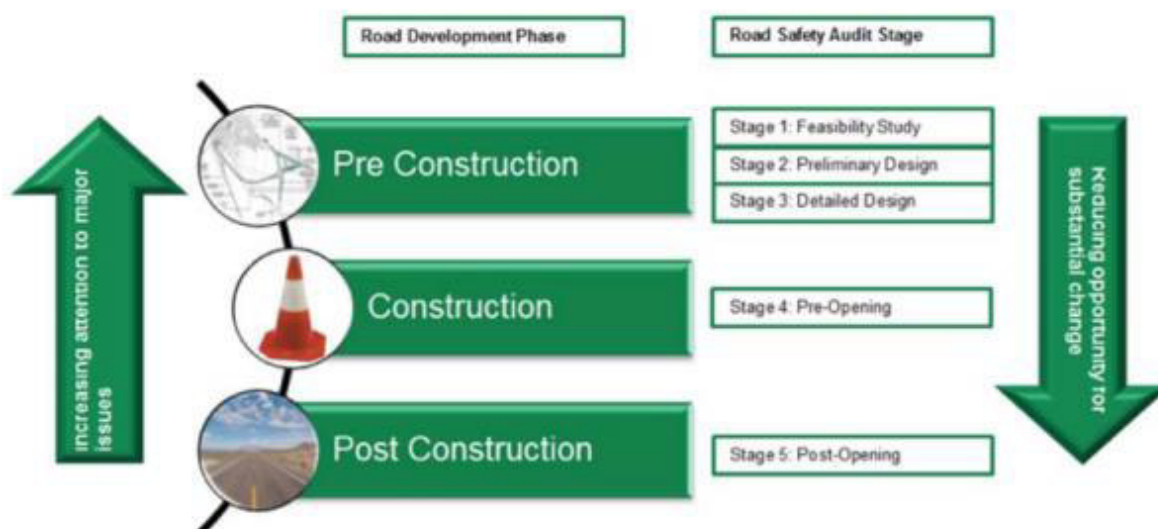 Road Development Phase
Road Safety Audit Stage
Increasing attention to major
issues
Pre Construction
Stage 1: Feasibility Study
Stage 2: Preliminary Design
Stage 3: Detailed Design
Construction
Stage 4: Pre-Opening
Post Construction
Stage 5: Post-Opening
Reducing opportunity for
substantial change